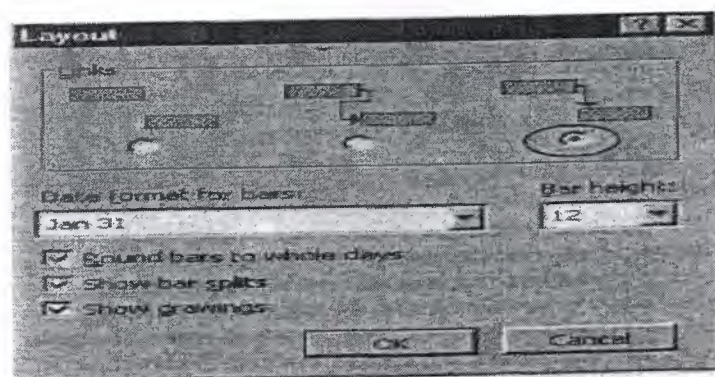 Layout
Links
Date format for bars: Bar height:
Jan 31 12
Round bars to whole days
Show bar splits
Show drawings
OK Cancel